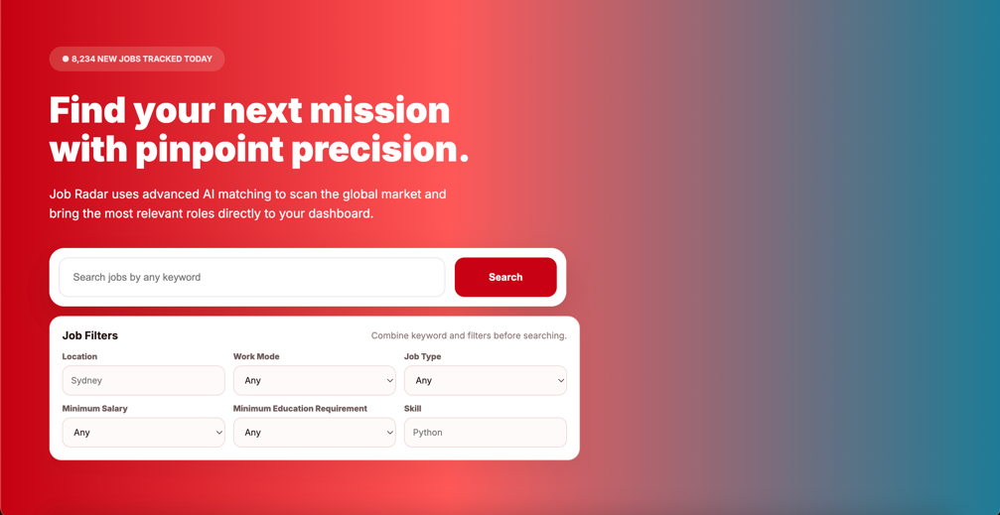 8,234 NEW JOBS TRACKED TODAY
Find your next mission
with pinpoint precision.
Job Radar uses advanced AI matching to scan the global market and
bring the most relevant roles directly to your dashboard.
Search jobs by any keyword
Search
Job Filters
Combine keyword and filters before searching.
Location
Work Mode
Job Type
Sydney
Any
Any
Minimum Salary
Minimum Education Requirement
Skill
Any
Any
Python